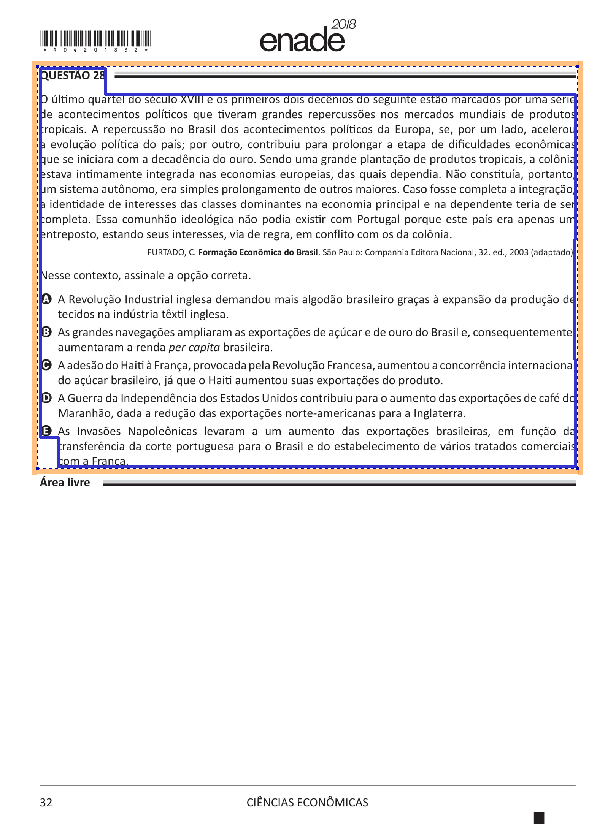 *R0420183​2*
enade 2018
QUESTÃO 28
O último quartel do século XVIII e os primeiros dois decênios do seguinte estão marcados por uma série
de acontecimentos políticos que tiveram grandes repercussões nos mercados mundiais de produtos
tropicais. A repercussão no Brasil dos acontecimentos políticos da Europa, se, por um lado, acelerou
a evolução política do país; por outro, contribuiu para prolongar a etapa de dificuldades econômicas
que se iniciara com a decadência do ouro. Sendo uma grande plantação de produtos tropicais, a colônia
estava intimamente integrada nas economias europeias, das quais dependia. Não constituía, portanto,
um sistema autônomo, era simples prolongamento de outros maiores. Caso fosse completa a integração,
a identidade de interesses das classes dominantes na economia principal e na dependente teria de ser
completa. Essa comunhão ideológica não podia existir com Portugal porque este país era apenas um
entreposto, estando seus interesses, via de regra, em conflito com os da colônia.
FURTADO, C. Formação Econômica do Brasil. São Paulo: Companhia Editora Nacional, 32. ed., 2003 (adaptado).
Nesse contexto, assinale a opção correta.
A A Revolução Industrial inglesa demandou mais algodão brasileiro graças à expansão da produção de
tecidos na indústria têxtil inglesa.
B As grandes navegações ampliaram as exportações de açúcar e de ouro do Brasil e, consequentemente,
aumentaram a renda per capita brasileira.
C A adesão do Haiti à França, provocada pela Revolução Francesa, aumentou a concorrência internacional
do açúcar brasileiro, já que o Haiti aumentou suas exportações do produto.
D A Guerra da Independência dos Estados Unidos contribuiu para o aumento das exportações de café do
Maranhão, dada a redução das exportações norte-americanas para a Inglaterra.
E As Invasões Napoleônicas levaram a um aumento das exportações brasileiras, em função da
transferência da corte portuguesa para o Brasil e do estabelecimento de vários tratados comerciais
com a França.
Área livre
32
CIÊNCIAS ECONÔMICAS